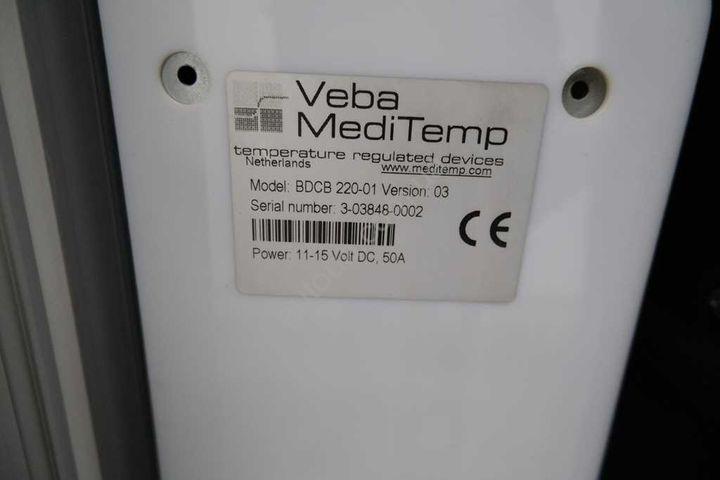 Veba
MediTemp
temperature regulated devices
Netherlands www.meditemp.com
Model: BDCB 220-01 Version: 03
Serial number: 3-03848-0002
Power: 11-15 Volt DC, 50A
CE